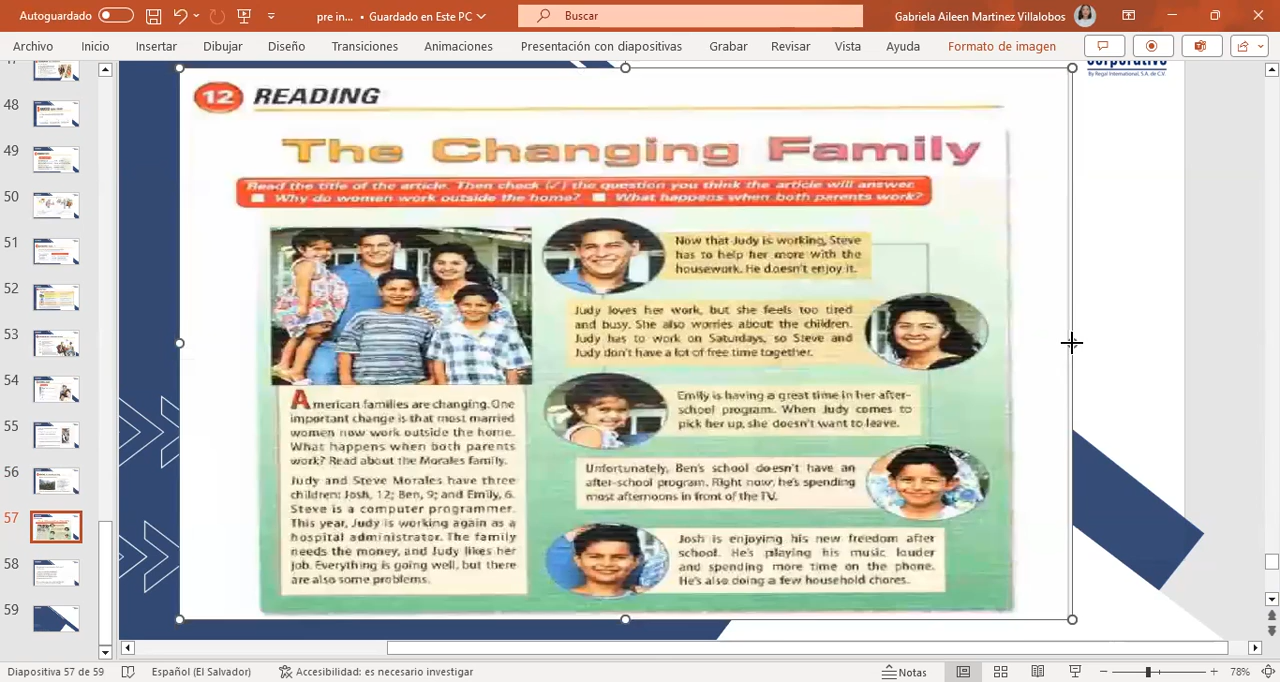 Autoguardado
pre in... • Guardado en Este PC
Buscar
Gabriela Aileen Martinez Villalobos
Archivo Inicio Insertar Dibujar Diseño Transiciones Animaciones Presentación con diapositivas Grabar Revisar Vista Ayuda Formato de imagen
48
49
50
51
52
53
54
55
56
57
58
59
By Regal International, S.A. de C.V.
12 READING
The Changing Family
Read the title of the article. Then check (✓) the question you think the article will answer.
Why do women work outside the home? What happens when both parents work?
American families are changing. One
important change is that most married
women now work outside the home.
What happens when both parents
work? Read about the Morales family.
Judy and Steve Morales have three
children: Josh, 12; Ben, 9; and Emily, 6.
Steve is a computer programmer.
This year, Judy is working again as a
hospital administrator. The family
needs the money, and Judy likes her
job. Everything is going well, but there
are also some problems.
Now that Judy is working, Steve
has to help her more with the
housework. He doesn't enjoy it.
Judy loves her work, but she feels too tired
and busy. She also worries about the children.
Judy has to work on Saturdays, so Steve and
Judy don't have a lot of free time together.
Emily is having a great time in her after-
school program. When Judy comes to
pick her up, she doesn't want to leave.
Unfortunately, Ben's school doesn't have an
after-school program. Right now, he's spending
most afternoons in front of the TV.
Josh is enjoying his new freedom after
school. He's playing his music louder
and spending more time on the phone.
He's also doing a few household chores.
Diapositiva 57 de 59
Español (El Salvador)
Accesibilidad: es necesario investigar
Notas
78%